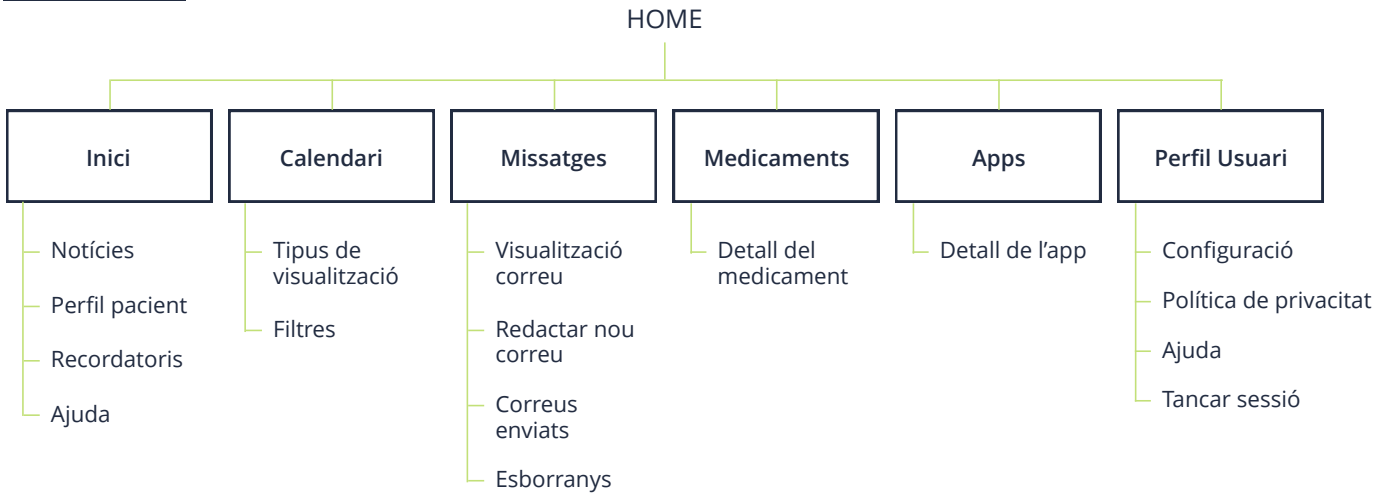 HOME
Inici
Notícies
Perfil pacient
Recordatoris
Ajuda
Calendari
Tipus de
visualització
Filtres
Missatges
Visualització
correu
Redactar nou
correu
Correus
enviats
Esborranys
Medicaments
Detall del
medicament
Apps
Detall de l’app
Perfil Usuari
Configuració
Política de privacitat
Ajuda
Tancar sessió